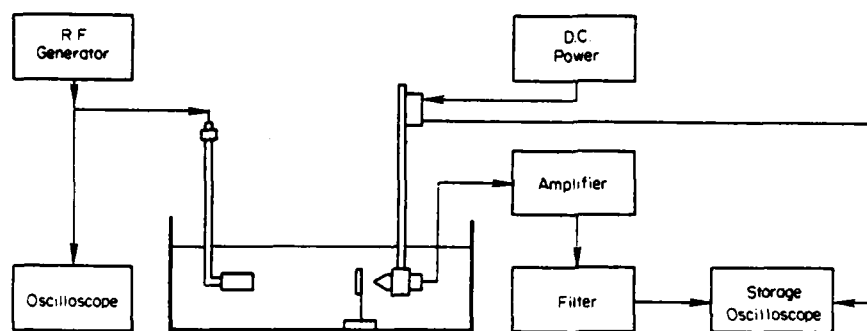 R F
Generator
D.C.
Power
Amplifier
Oscilloscope
Filter
Storage
Oscilloscope